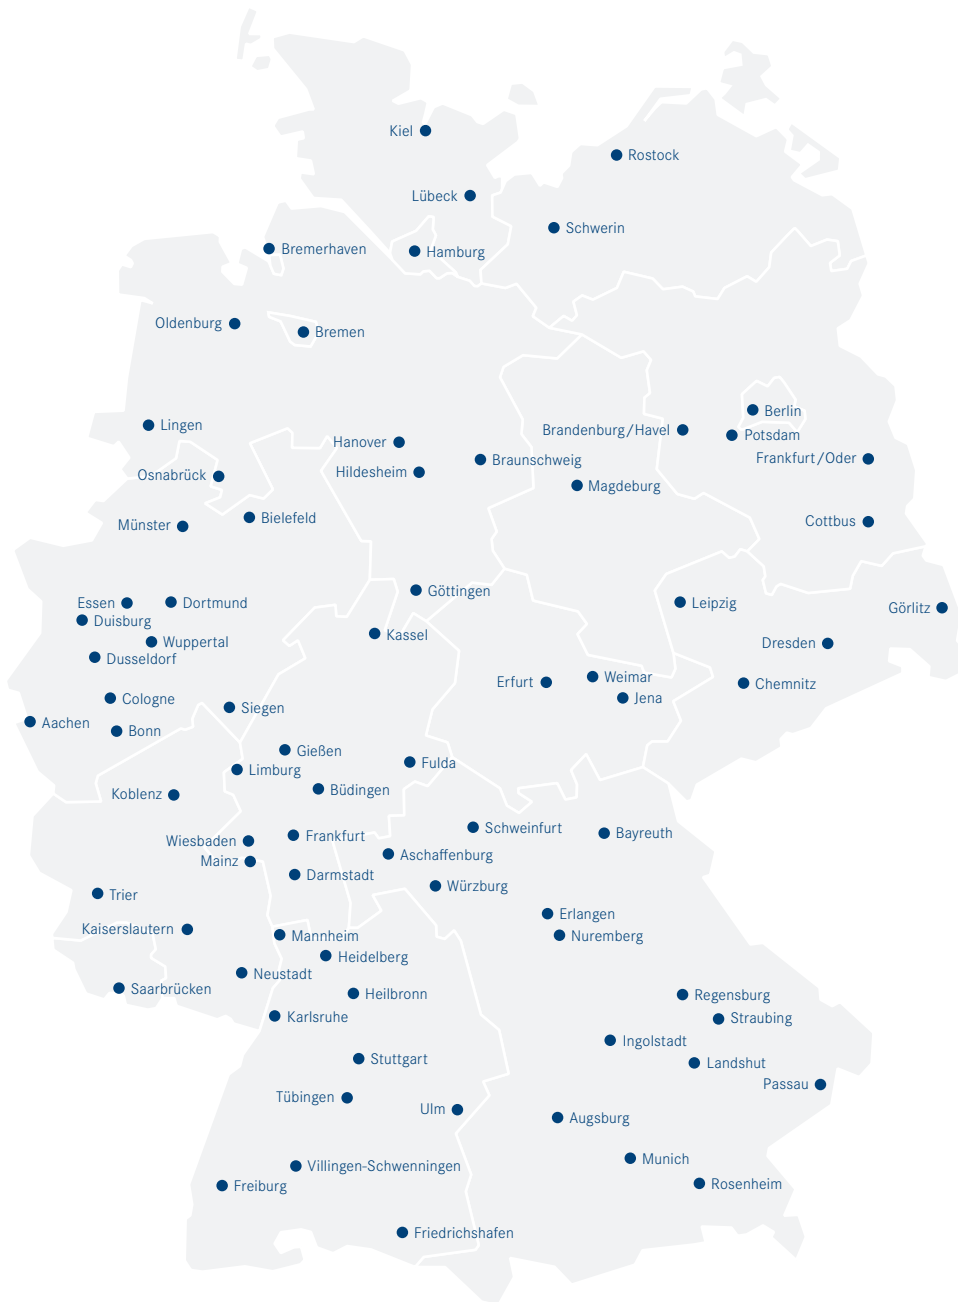 Kiel
Rostock
Lübeck
Schwerin
Bremerhaven
Hamburg
Oldenburg
Bremen
Berlin
Lingen
Brandenburg/Havel
Potsdam
Hanover
Frankfurt/Oder
Braunschweig
Hildesheim
Osnabrück
Magdeburg
Bielefeld
Cottbus
Münster
Göttingen
Essen
Dortmund
Leipzig
Görlitz
Duisburg
Kassel
Wuppertal
Dresden
Dusseldorf
Weimar
Erfurt
Chemnitz
Jena
Cologne
Siegen
Aachen
Bonn
Gießen
Fulda
Limburg
Büdingen
Koblenz
Schweinfurt
Bayreuth
Frankfurt
Wiesbaden
Aschaffenburg
Mainz
Darmstadt
Würzburg
Trier
Erlangen
Kaiserslautern
Mannheim
Nuremberg
Heidelberg
Neustadt
Saarbrücken
Heilbronn
Regensburg
Karlsruhe
Straubing
Ingolstadt
Stuttgart
Landshut
Passau
Tübingen
Ulm
Augsburg
Munich
Villingen-Schwenningen
Rosenheim
Freiburg
Friedrichshafen